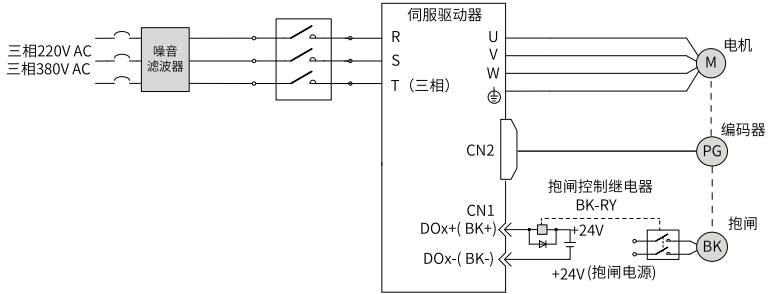 伺服驱动器
三相220V AC
三相380V AC
噪音
滤波器
R
S
T（三相）
U
V
W
电机
M
CN2
编码器
PG
抱闸控制继电器
BK-RY
CN1
DOx+( BK+)
+24V
抱闸
BK
DOx-( BK-)
+24V (抱闸电源)